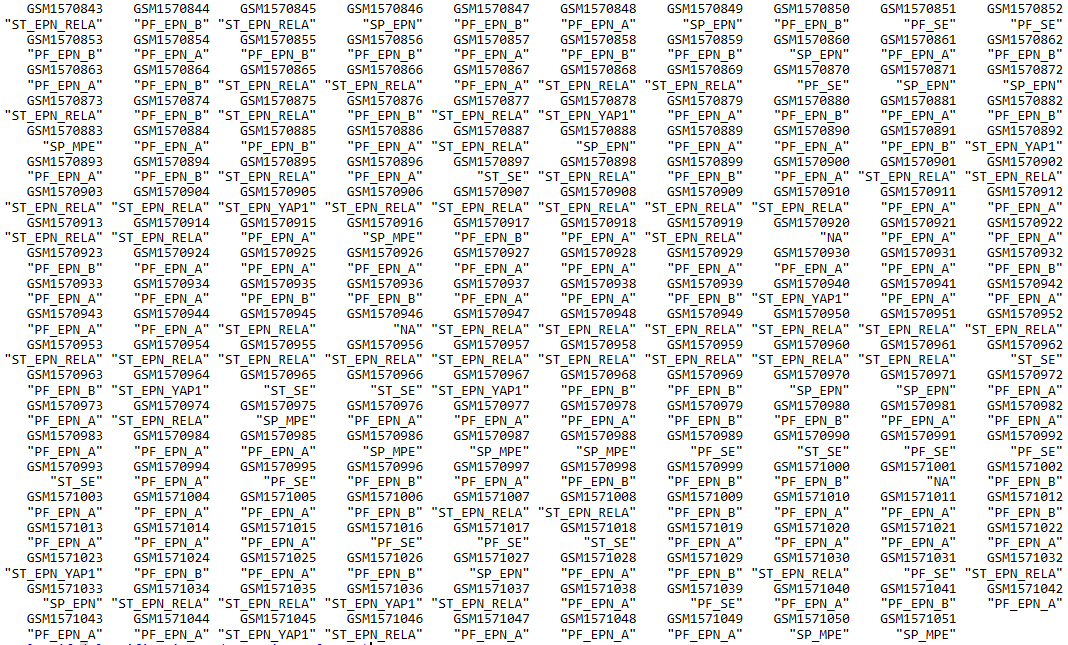 GSM1570843 GSM1570844 GSM1570845 GSM1570846 GSM1570847 GSM1570848 GSM1570849 GSM1570850 GSM1570851 GSM1570852
"ST_EPN_RELA" "PF_EPN_B" "ST_EPN_RELA" "SP_EPN" "PF_EPN_B" "PF_EPN_A" "SP_EPN" "PF_EPN_B" "PF_SE" "PF_SE"
GSM1570853 GSM1570854 GSM1570855 GSM1570856 GSM1570857 GSM1570858 GSM1570859 GSM1570860 GSM1570861 GSM1570862
"PF_EPN_B" "PF_EPN_A" "PF_EPN_B" "PF_EPN_B" "PF_EPN_A" "PF_EPN_B" "PF_EPN_B" "SP_EPN" "PF_EPN_A" "PF_EPN_B"
GSM1570863 GSM1570864 GSM1570865 GSM1570866 GSM1570867 GSM1570868 GSM1570869 GSM1570870 GSM1570871 GSM1570872
"PF_EPN_A" "PF_EPN_B" "ST_EPN_RELA" "ST_EPN_RELA" "PF_EPN_A" "ST_EPN_RELA" "ST_EPN_RELA" "PF_SE" "SP_EPN" "SP_EPN"
GSM1570873 GSM1570874 GSM1570875 GSM1570876 GSM1570877 GSM1570878 GSM1570879 GSM1570880 GSM1570881 GSM1570882
"ST_EPN_RELA" "PF_EPN_B" "ST_EPN_RELA" "PF_EPN_B" "ST_EPN_RELA" "ST_EPN_YAP1" "PF_EPN_A" "PF_EPN_B" "PF_EPN_A" "PF_EPN_B"
GSM1570883 GSM1570884 GSM1570885 GSM1570886 GSM1570887 GSM1570888 GSM1570889 GSM1570890 GSM1570891 GSM1570892
"SP_MPE" "PF_EPN_A" "PF_EPN_B" "PF_EPN_A" "ST_EPN_RELA" "SP_EPN" "PF_EPN_A" "PF_EPN_A" "PF_EPN_B" "ST_EPN_YAP1"
GSM1570893 GSM1570894 GSM1570895 GSM1570896 GSM1570897 GSM1570898 GSM1570899 GSM1570900 GSM1570901 GSM1570902
"PF_EPN_A" "PF_EPN_B" "ST_EPN_RELA" "PF_EPN_A" "ST_SE" "ST_EPN_RELA" "PF_EPN_B" "PF_EPN_A" "ST_EPN_RELA" "ST_EPN_RELA"
GSM1570903 GSM1570904 GSM1570905 GSM1570906 GSM1570907 GSM1570908 GSM1570909 GSM1570910 GSM1570911 GSM1570912
"ST_EPN_RELA" "ST_EPN_RELA" "ST_EPN_YAP1" "ST_EPN_RELA" "ST_EPN_RELA" "ST_EPN_RELA" "ST_EPN_RELA" "ST_EPN_RELA" "PF_EPN_A" "PF_EPN_A"
GSM1570913 GSM1570914 GSM1570915 GSM1570916 GSM1570917 GSM1570918 GSM1570919 GSM1570920 GSM1570921 GSM1570922
"ST_EPN_RELA" "ST_EPN_RELA" "PF_EPN_A" "SP_MPE" "PF_EPN_B" "PF_EPN_A" "ST_EPN_RELA" "NA" "PF_EPN_A" "PF_EPN_A"
GSM1570923 GSM1570924 GSM1570925 GSM1570926 GSM1570927 GSM1570928 GSM1570929 GSM1570930 GSM1570931 GSM1570932
"PF_EPN_B" "PF_EPN_A" "PF_EPN_A" "PF_EPN_A" "PF_EPN_A" "PF_EPN_A" "PF_EPN_A" "PF_EPN_A" "PF_EPN_A" "PF_EPN_B"
GSM1570933 GSM1570934 GSM1570935 GSM1570936 GSM1570937 GSM1570938 GSM1570939 GSM1570940 GSM1570941 GSM1570942
"PF_EPN_A" "PF_EPN_A" "PF_EPN_B" "PF_EPN_B" "PF_EPN_A" "PF_EPN_A" "PF_EPN_B" "ST_EPN_YAP1" "PF_EPN_A" "PF_EPN_A"
GSM1570943 GSM1570944 GSM1570945 GSM1570946 GSM1570947 GSM1570948 GSM1570949 GSM1570950 GSM1570951 GSM1570952
"PF_EPN_A" "PF_EPN_A" "ST_EPN_RELA" "NA" "ST_EPN_RELA" "ST_EPN_RELA" "ST_EPN_RELA" "ST_EPN_RELA" "ST_EPN_RELA" "ST_EPN_RELA"
GSM1570953 GSM1570954 GSM1570955 GSM1570956 GSM1570957 GSM1570958 GSM1570959 GSM1570960 GSM1570961 GSM1570962
"ST_EPN_RELA" "ST_EPN_RELA" "ST_EPN_RELA" "ST_EPN_RELA" "ST_EPN_RELA" "ST_EPN_RELA" "ST_EPN_RELA" "ST_EPN_RELA" "ST_EPN_RELA" "ST_SE"
GSM1570963 GSM1570964 GSM1570965 GSM1570966 GSM1570967 GSM1570968 GSM1570969 GSM1570970 GSM1570971 GSM1570972
"PF_EPN_B" "ST_EPN_YAP1" "ST_SE" "ST_SE" "ST_EPN_YAP1" "PF_EPN_B" "PF_EPN_B" "SP_EPN" "SP_EPN" "PF_EPN_A"
GSM1570973 GSM1570974 GSM1570975 GSM1570976 GSM1570977 GSM1570978 GSM1570979 GSM1570980 GSM1570981 GSM1570982
"PF_EPN_A" "ST_EPN_RELA" "SP_MPE" "PF_EPN_A" "PF_EPN_A" "PF_EPN_A" "PF_EPN_B" "PF_EPN_B" "PF_EPN_A" "PF_EPN_A"
GSM1570983 GSM1570984 GSM1570985 GSM1570986 GSM1570987 GSM1570988 GSM1570989 GSM1570990 GSM1570991 GSM1570992
"PF_EPN_A" "PF_EPN_A" "PF_EPN_A" "SP_MPE" "SP_MPE" "SP_MPE" "PF_SE" "ST_SE" "PF_SE" "PF_SE"
GSM1570993 GSM1570994 GSM1570995 GSM1570996 GSM1570997 GSM1570998 GSM1570999 GSM1571000 GSM1571001 GSM1571002
"ST_SE" "PF_EPN_A" "PF_SE" "PF_EPN_B" "PF_EPN_A" "PF_EPN_B" "PF_EPN_B" "PF_EPN_B" "NA" "PF_EPN_B"
GSM1571003 GSM1571004 GSM1571005 GSM1571006 GSM1571007 GSM1571008 GSM1571009 GSM1571010 GSM1571011 GSM1571012
"PF_EPN_A" "PF_EPN_A" "PF_EPN_A" "PF_EPN_B" "ST_EPN_RELA" "ST_EPN_RELA" "PF_EPN_A" "PF_EPN_A" "PF_EPN_A" "PF_EPN_B"
GSM1571013 GSM1571014 GSM1571015 GSM1571016 GSM1571017 GSM1571018 GSM1571019 GSM1571020 GSM1571021 GSM1571022
"PF_EPN_A" "PF_EPN_A" "PF_EPN_A" "PF_SE" "PF_SE" "ST_SE" "PF_EPN_A" "PF_EPN_A" "PF_EPN_A" "PF_EPN_A"
GSM1571023 GSM1571024 GSM1571025 GSM1571026 GSM1571027 GSM1571028 GSM1571029 GSM1571030 GSM1571031 GSM1571032
"ST_EPN_YAP1" "PF_EPN_B" "PF_EPN_A" "PF_EPN_B" "SP_EPN" "PF_EPN_A" "PF_EPN_B" "ST_EPN_RELA" "PF_SE" "ST_EPN_RELA"
GSM1571033 GSM1571034 GSM1571035 GSM1571036 GSM1571037 GSM1571038 GSM1571039 GSM1571040 GSM1571041 GSM1571042
"SP_EPN" "ST_EPN_RELA" "ST_EPN_RELA" "ST_EPN_YAP1" "ST_EPN_RELA" "PF_EPN_A" "PF_SE" "PF_EPN_A" "PF_EPN_B" "PF_EPN_A"
GSM1571043 GSM1571044 GSM1571045 GSM1571046 GSM1571047 GSM1571048 GSM1571049 GSM1571050 GSM1571051
"PF_EPN_A" "PF_EPN_A" "ST_EPN_YAP1" "ST_EPN_RELA" "PF_EPN_A" "PF_EPN_A" "PF_EPN_A" "SP_MPE" "SP_MPE"